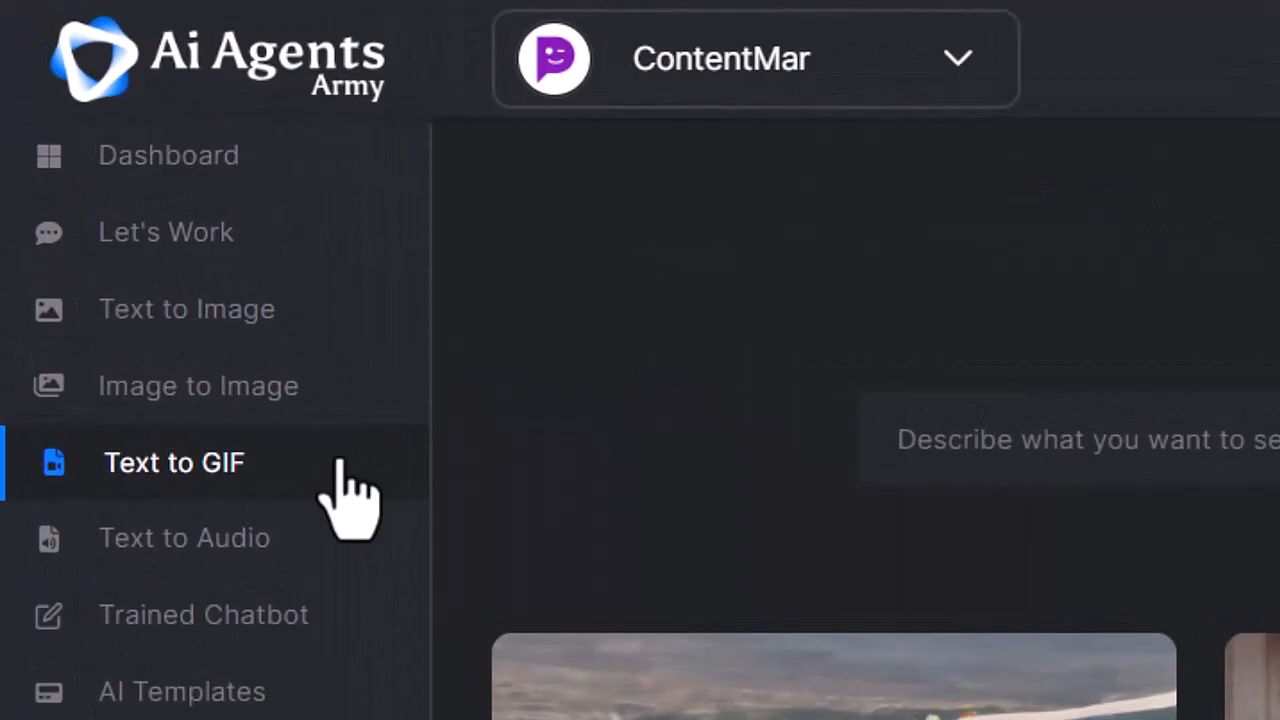 Ai Agents
Army
ContentMar
Dashboard
Let's Work
Text to Image
Image to Image
Text to GIF
Describe what you want to se
Text to Audio
Trained Chatbot
AI Templates